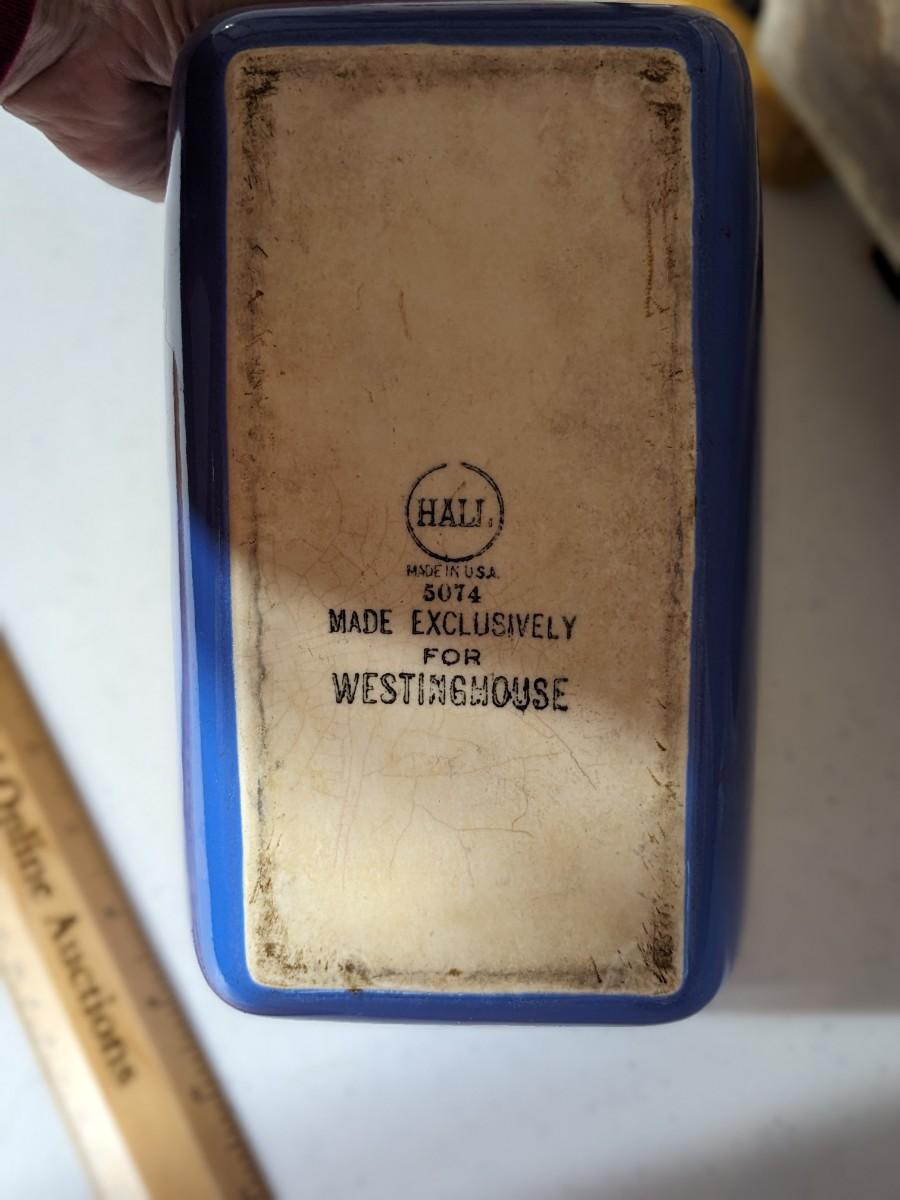 HALL
MADE IN U.S.A.
5074
MADE EXCLUSIVELY
FOR
WESTINGHOUSE
Online Auctions